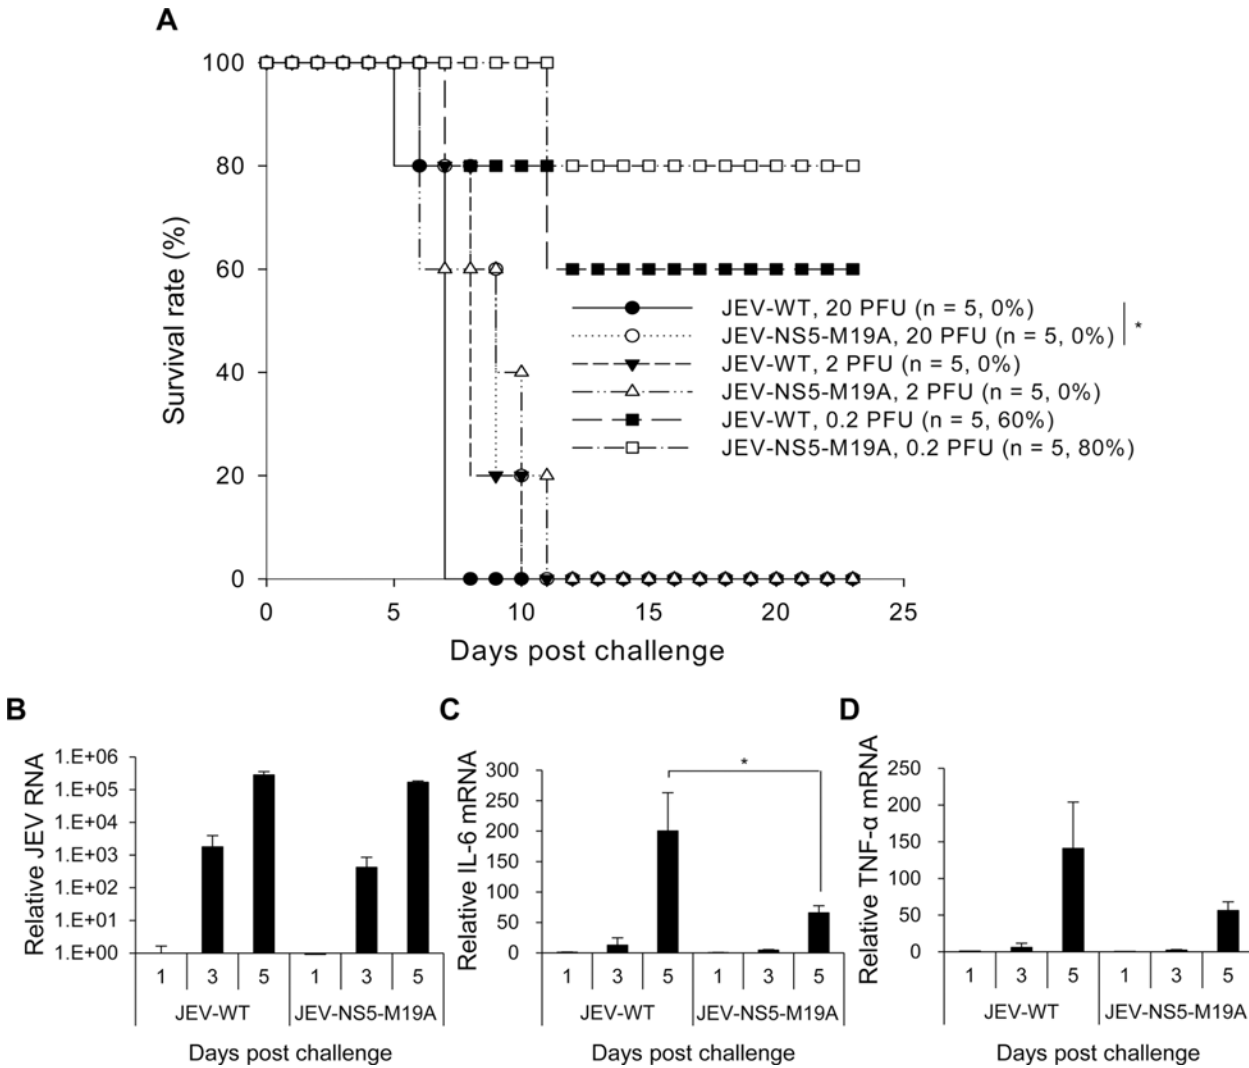 A
100
80
60
40
20
0
Survival rate (%)
0 5 10 15 20 25
Days post challenge
JEV-WT, 20 PFU (n = 5, 0%)
JEV-NS5-M19A, 20 PFU (n = 5, 0%)
*
JEV-WT, 2 PFU (n = 5, 0%)
JEV-NS5-M19A, 2 PFU (n = 5, 0%)
JEV-WT, 0.2 PFU (n = 5, 60%)
JEV-NS5-M19A, 0.2 PFU (n = 5, 80%)
B
Relative JEV RNA
1.E+06
1.E+05
1.E+04
1.E+03
1.E+02
1.E+01
1.E+00
1 3 5 1 3 5
JEV-WT JEV-NS5-M19A
Days post challenge
C
Relative IL-6 mRNA
300
250
200
150
100
50
0
*
1 3 5 1 3 5
JEV-WT JEV-NS5-M19A
Days post challenge
D
Relative TNF-α mRNA
250
200
150
100
50
0
1 3 5 1 3 5
JEV-WT JEV-NS5-M19A
Days post challenge